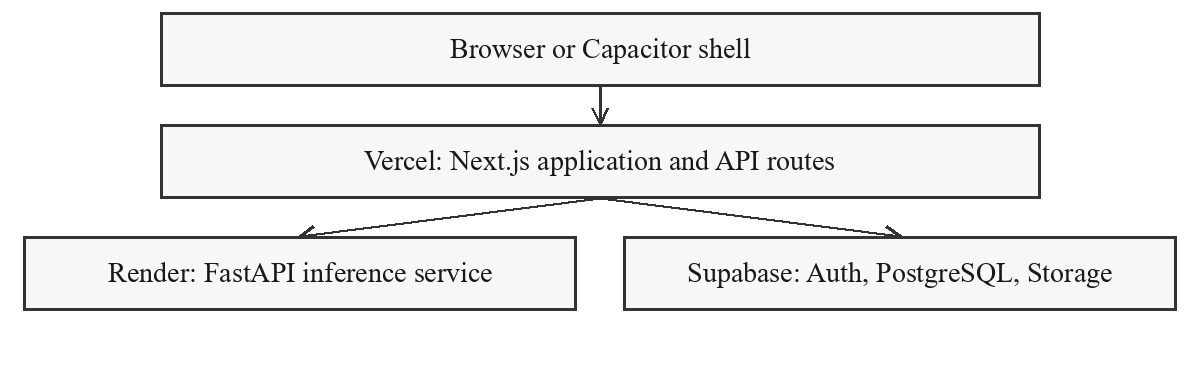 Browser or Capacitor shell
Vercel: Next.js application and API routes
Render: FastAPI inference service
Supabase: Auth, PostgreSQL, Storage